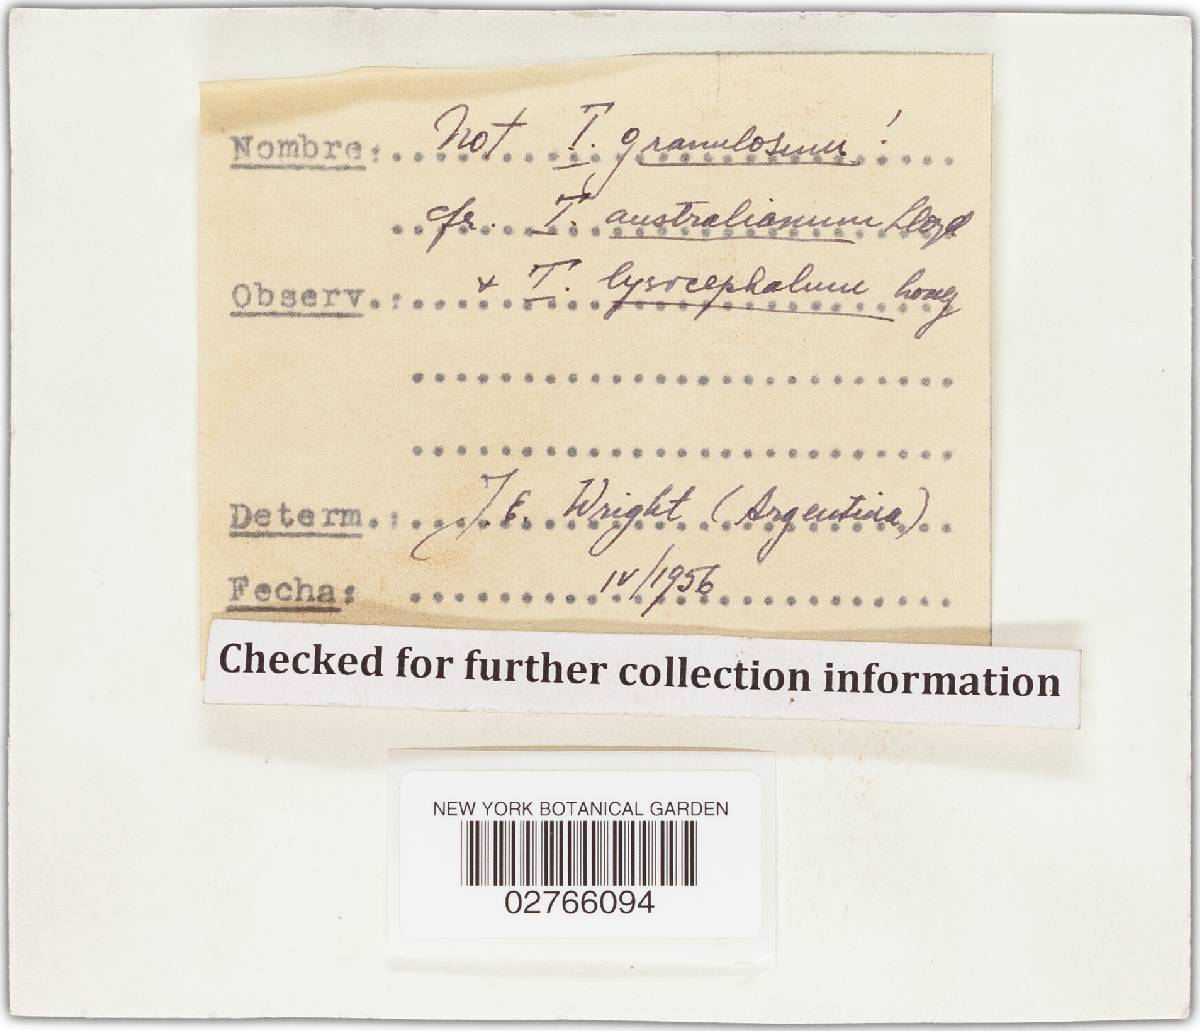 Nombre: Not T. granulosum!
cfr. T. australianum Lloyd
Observ.: + T. lysocephalum Long
Determ.: J. E. Wright (Argentina)
Fecha: IV/1956
Checked for further collection information
NEW YORK BOTANICAL GARDEN
02766094